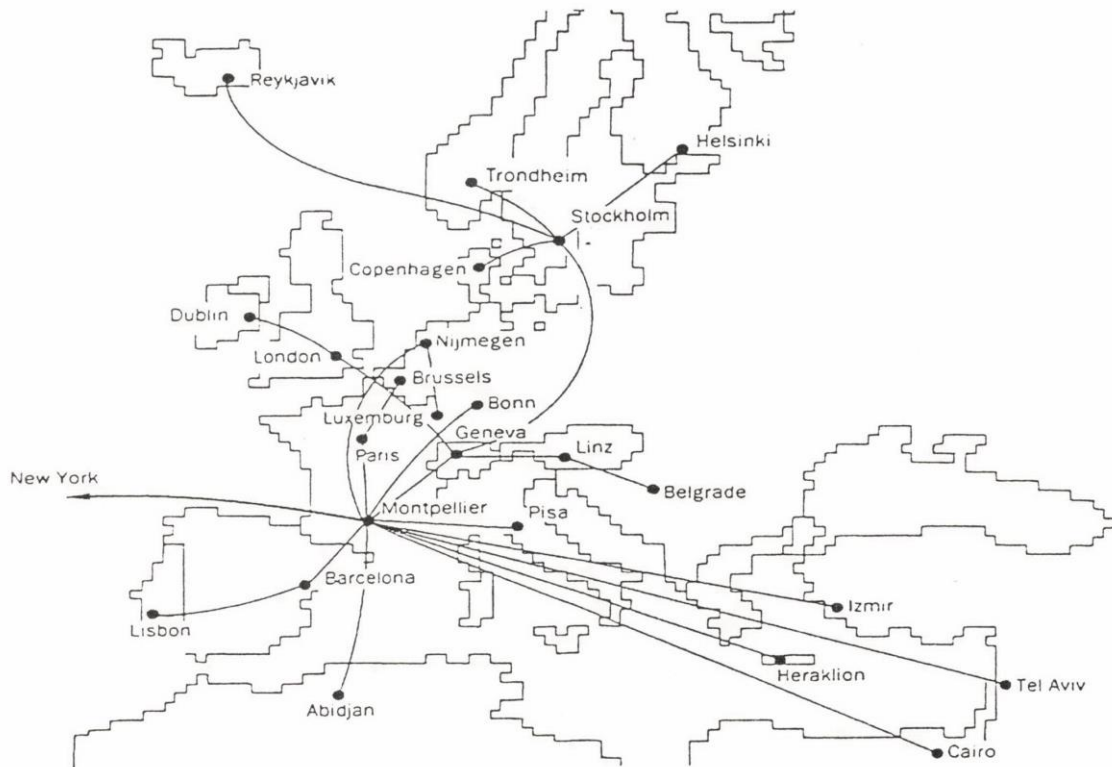 Reykjavik
Helsinki
Trondheim
Stockholm
Copenhagen
Dublin
Nijmegen
London
Brussels
Bonn
Luxemburg
Geneva
Paris
Linz
New York
Belgrade
Montpellier
Pisa
Barcelona
Izmir
Lisbon
Heraklion
Tel Aviv
Abidjan
Cairo